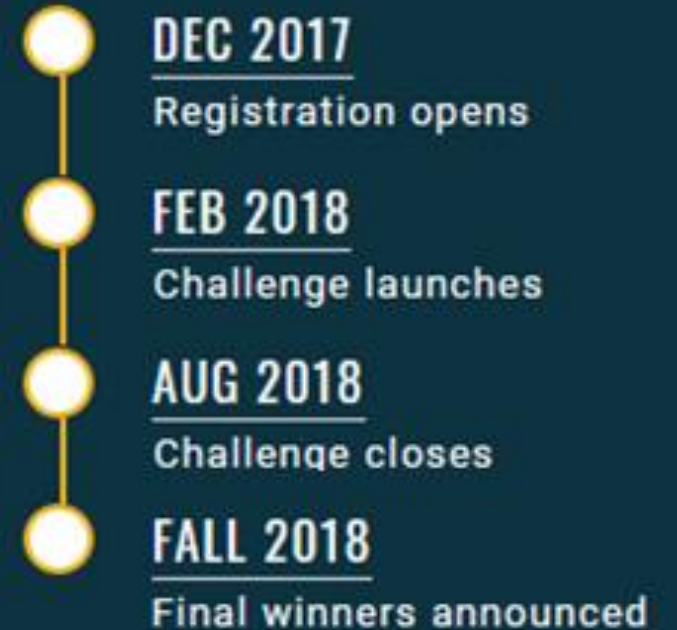 DEC 2017
Registration opens
FEB 2018
Challenge launches
AUG 2018
Challenge closes
FALL 2018
Final winners announced